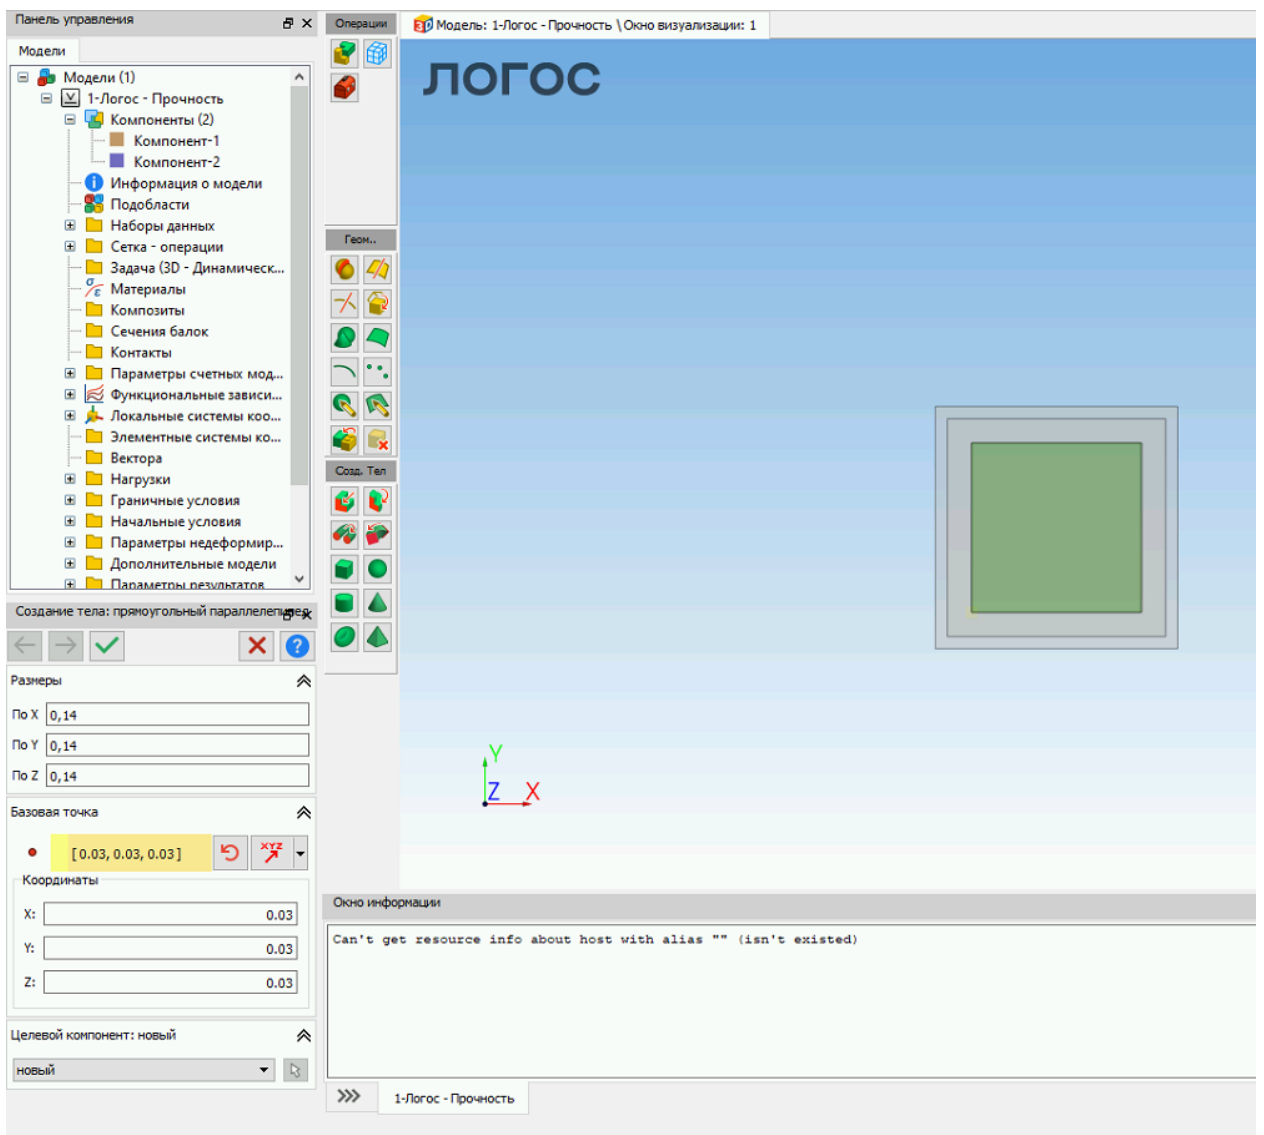 Панель управления
Модели
Модели (1)
1-Логос - Прочность
Компоненты (2)
Компонент-1
Компонент-2
Информация о модели
Подобласти
Наборы данных
Сетка - операции
Задача (3D - Динамическ...
Материалы
Композиты
Сечения балок
Контакты
Параметры счетных мод...
Функциональные зависи...
Локальные системы коо...
Элементные системы ко...
Вектора
Нагрузки
Граничные условия
Начальные условия
Параметры недеформир...
Дополнительные модели
Параметры результатов
Создание тела: прямоугольный параллелепипед
Размеры
По X 0,14
По Y 0,14
По Z 0,14
Базовая точка
[ 0.03, 0.03, 0.03 ]
XYZ
Координаты
X: 0.03
Y: 0.03
Z: 0.03
Целевой компонент: новый
новый
Операции
Геом..
Созд. Тел
3D Модель: 1-Логос - Прочность \ Окно визуализации: 1
ЛОГОС
Y
Z X
Окно информации
Can't get resource info about host with alias "" (isn't existed)
1-Логос - Прочность